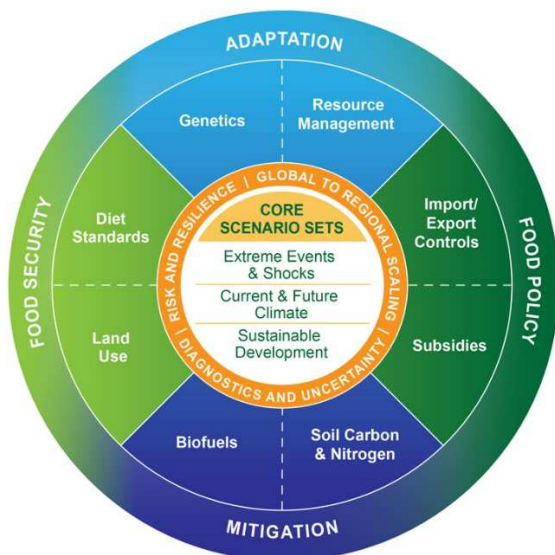 ADAPTATION
Genetics
Resource
Management
FOOD SECURITY
Diet
Standards
Land
Use
RISK AND RESILIENCE | GLOBAL TO REGIONAL SCALING | DIAGNOSTICS AND UNCERTAINTY |
CORE
SCENARIO SETS
Extreme Events
& Shocks
Current & Future
Climate
Sustainable
Development
Import/
Export
Controls
Subsidies
FOOD POLICY
Biofuels
Soil Carbon
& Nitrogen
MITIGATION